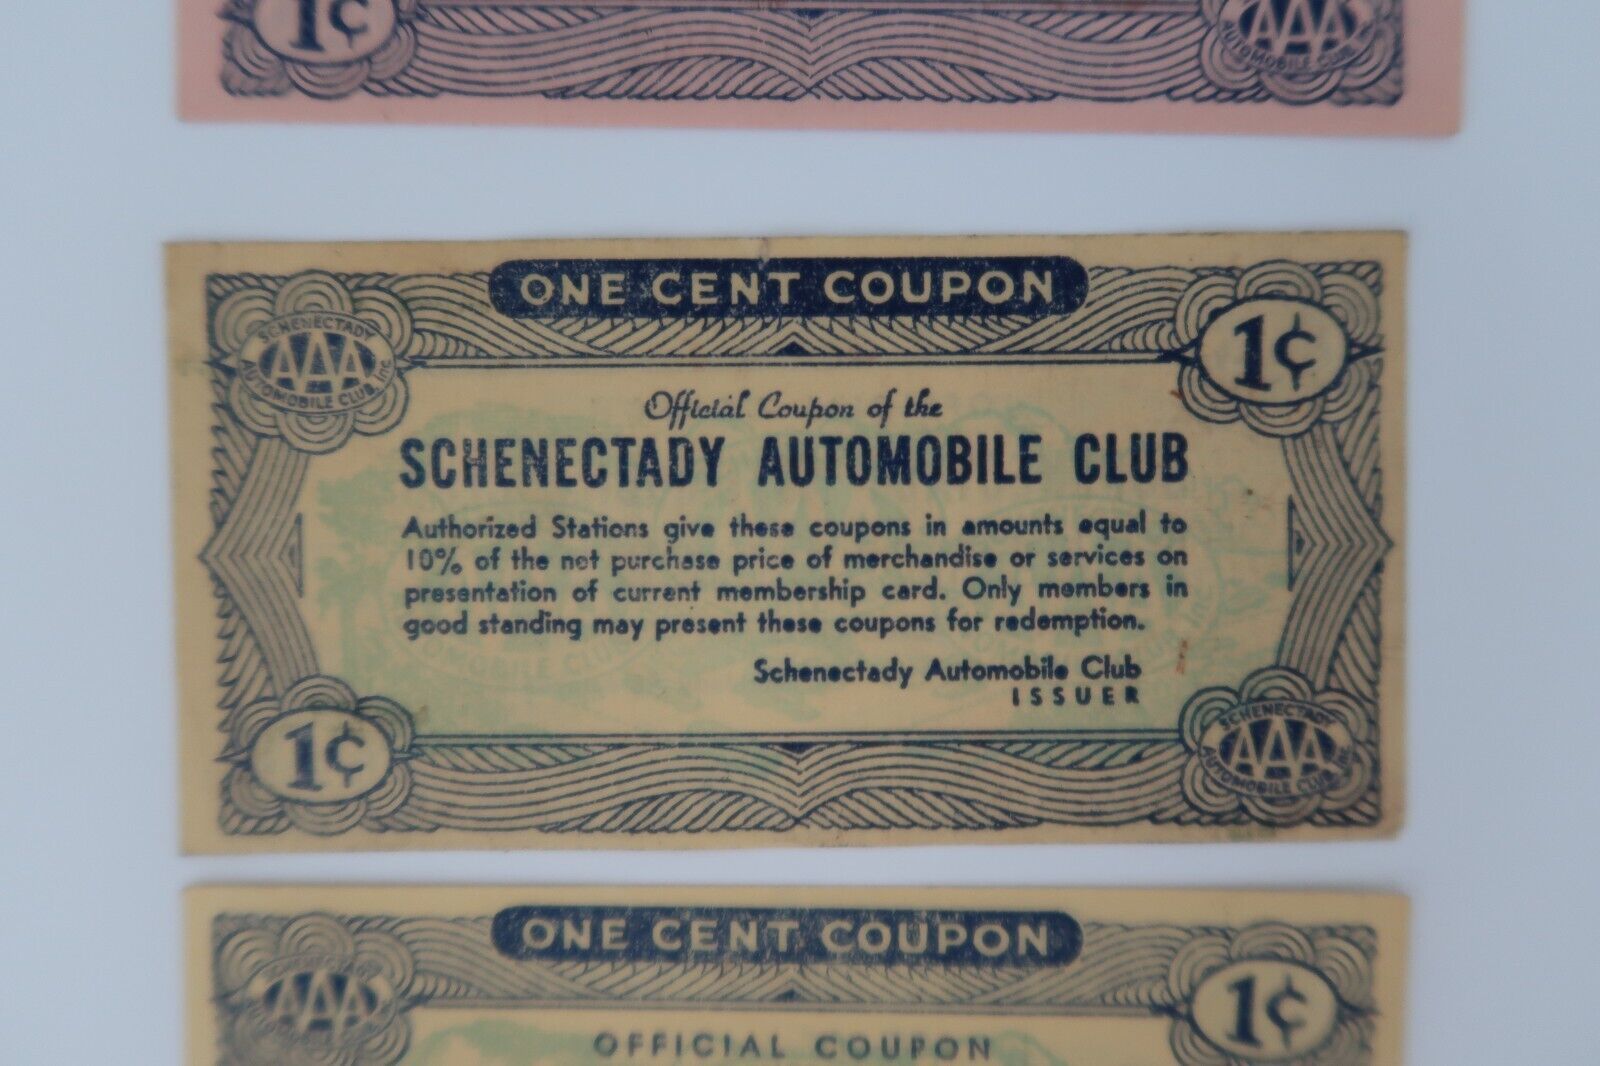 1¢
AAA
AUTOMOBILE CLUB
ONE CENT COUPON
SCHENECTADY
AAA
AUTOMOBILE CLUB, Inc
1¢
Official Coupon of the
SCHENECTADY AUTOMOBILE CLUB
Authorized Stations give these coupons in amounts equal to
10% of the net purchase price of merchandise or services on
presentation of current membership card. Only members in
good standing may present these coupons for redemption.
Schenectady Automobile Club
ISSUER
1¢
SCHENECTADY
AAA
AUTOMOBILE CLUB, Inc
ONE CENT COUPON
AAA
1¢
OFFICIAL COUPON